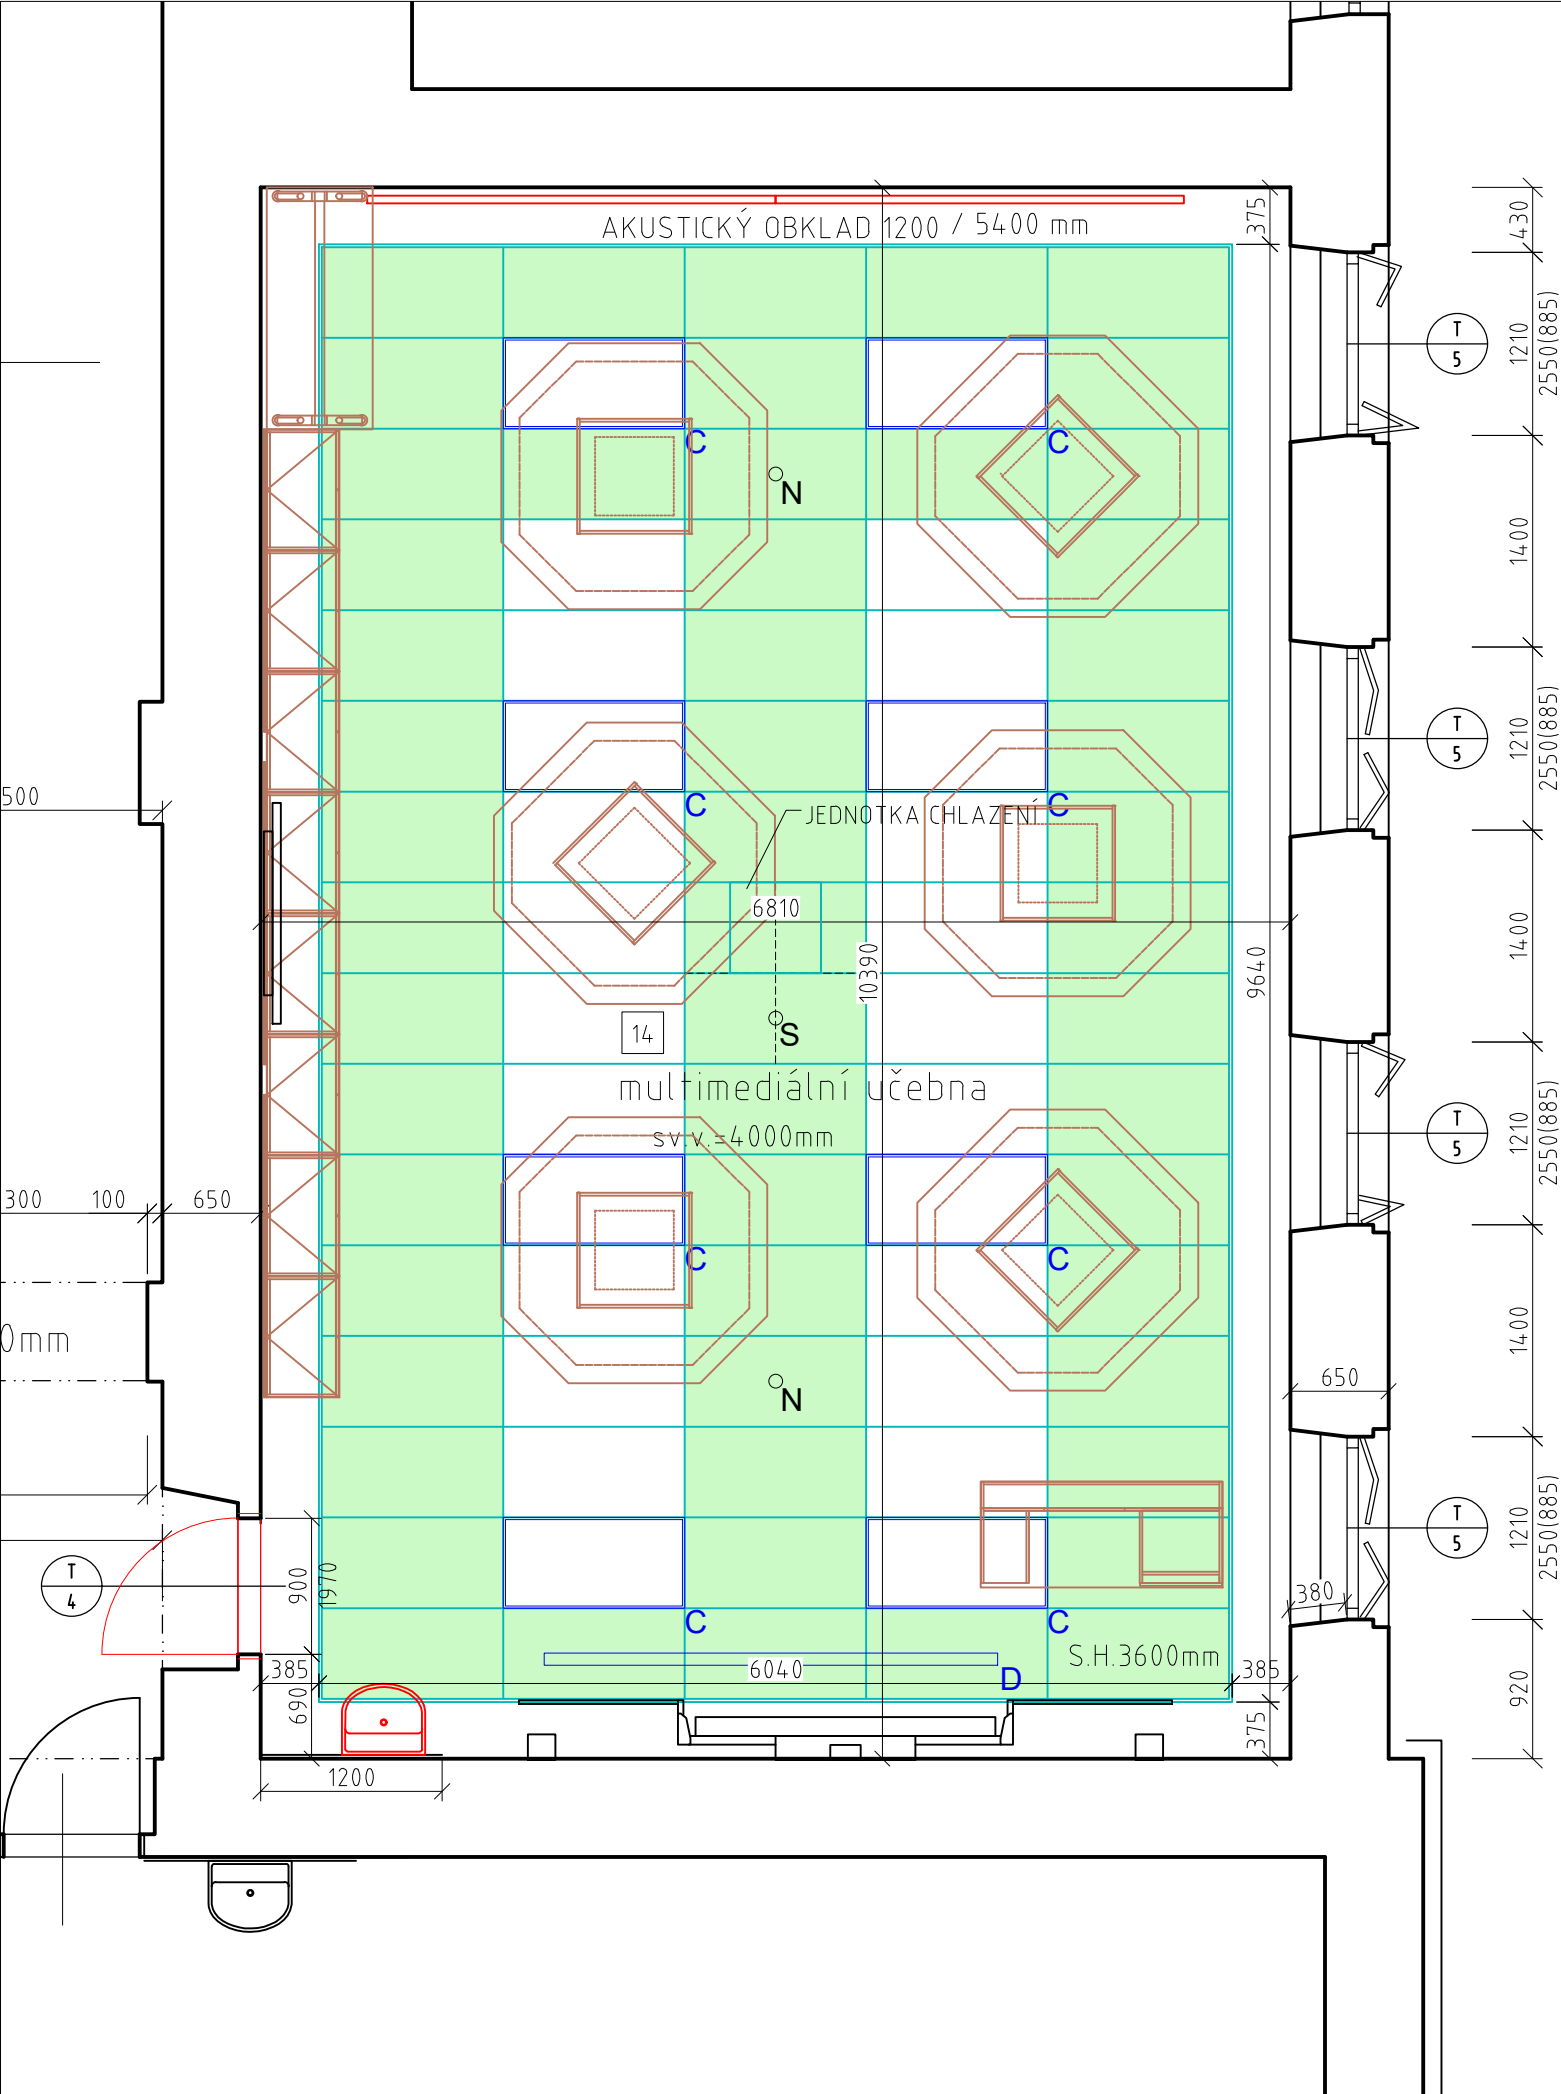 AKUSTICKÝ OBKLAD 1200 / 5400 mm
375
430
T
5
1210
2550(885)
C
C
N
1400
T
5
1210
2550(885)
500
C
C
JEDNOTKA CHLAZENÍ
6810
10390
9640
1400
14
S
multimediální učebna
sv.v.=4000mm
T
5
1210
2550(885)
300
100
650
C
C
0mm
1400
650
N
T
5
1210
2550(885)
T
4
900
1970
380
C
C
S.H.3600mm
385
6040
D
385
690
375
920
1200